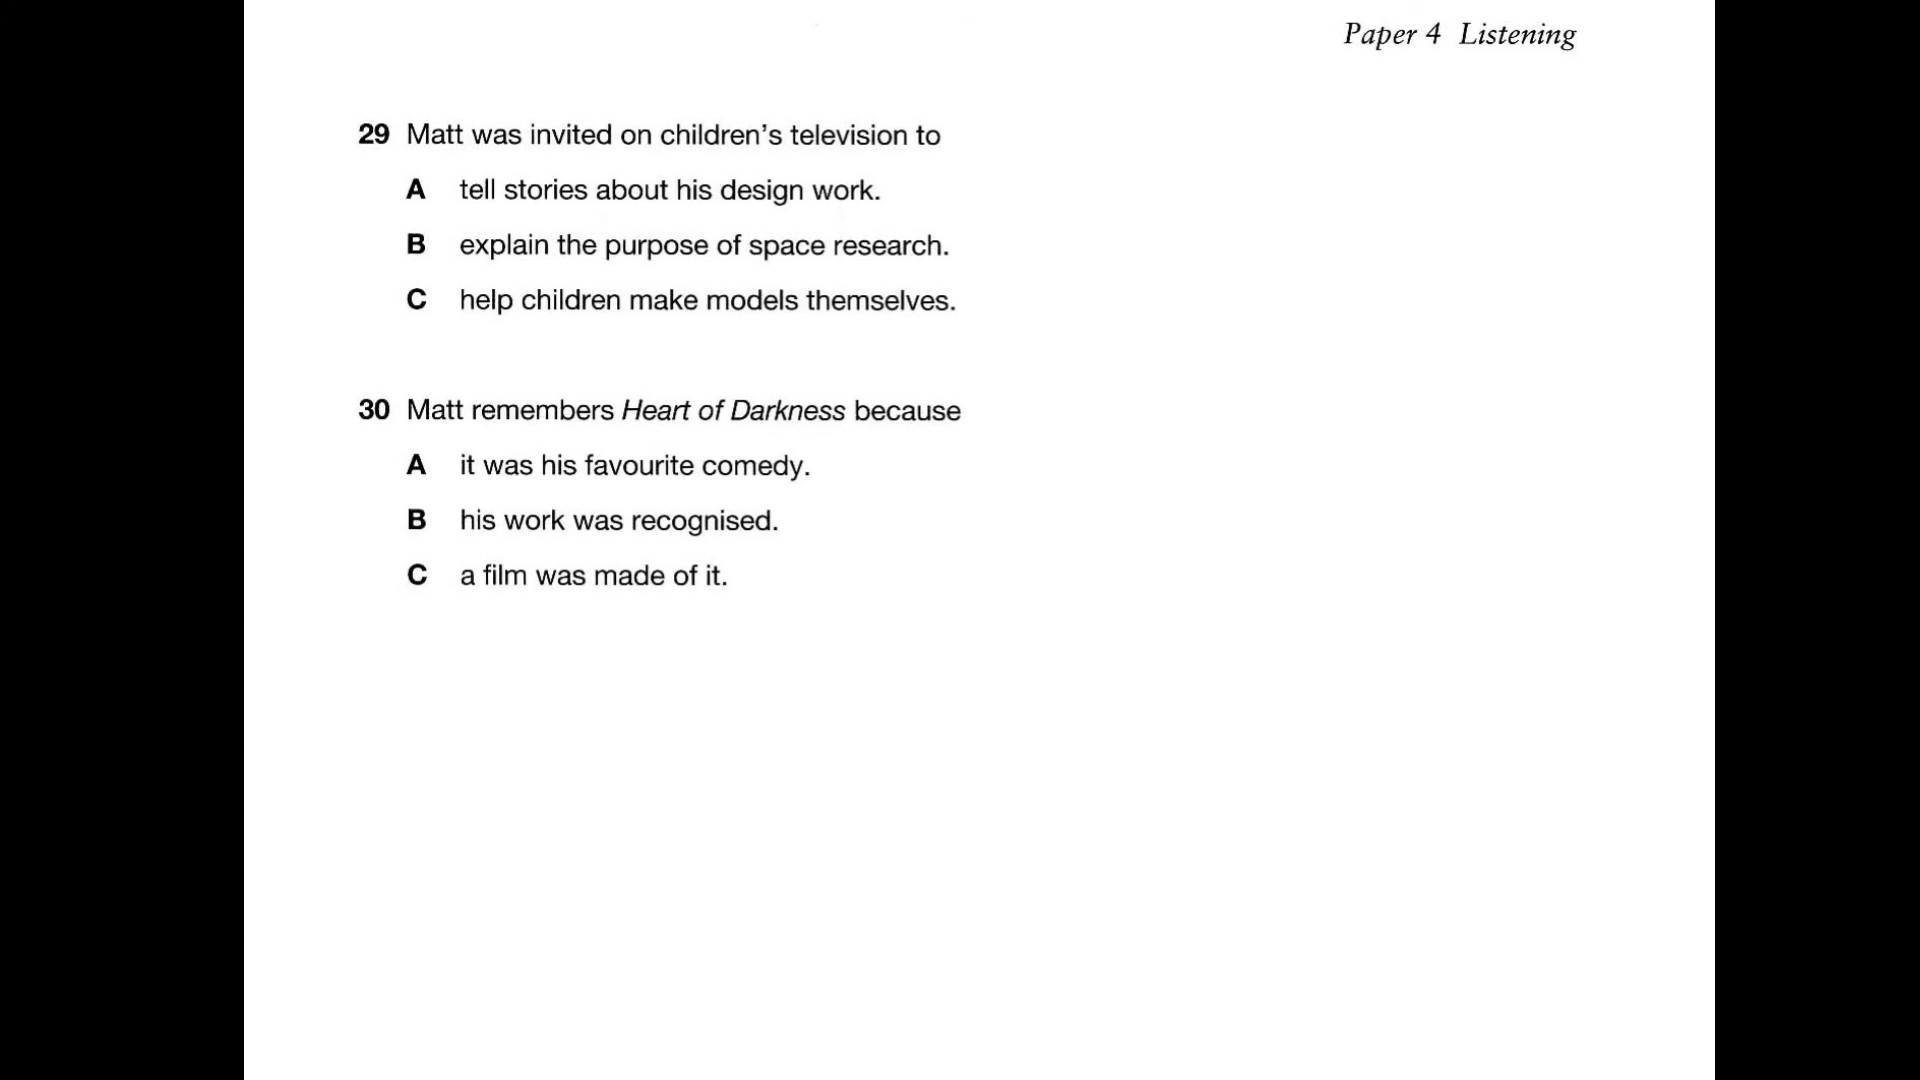 Paper 4 Listening
29 Matt was invited on children's television to
A tell stories about his design work.
B explain the purpose of space research.
C help children make models themselves.
30 Matt remembers Heart of Darkness because
A it was his favourite comedy.
B his work was recognised.
C a film was made of it.